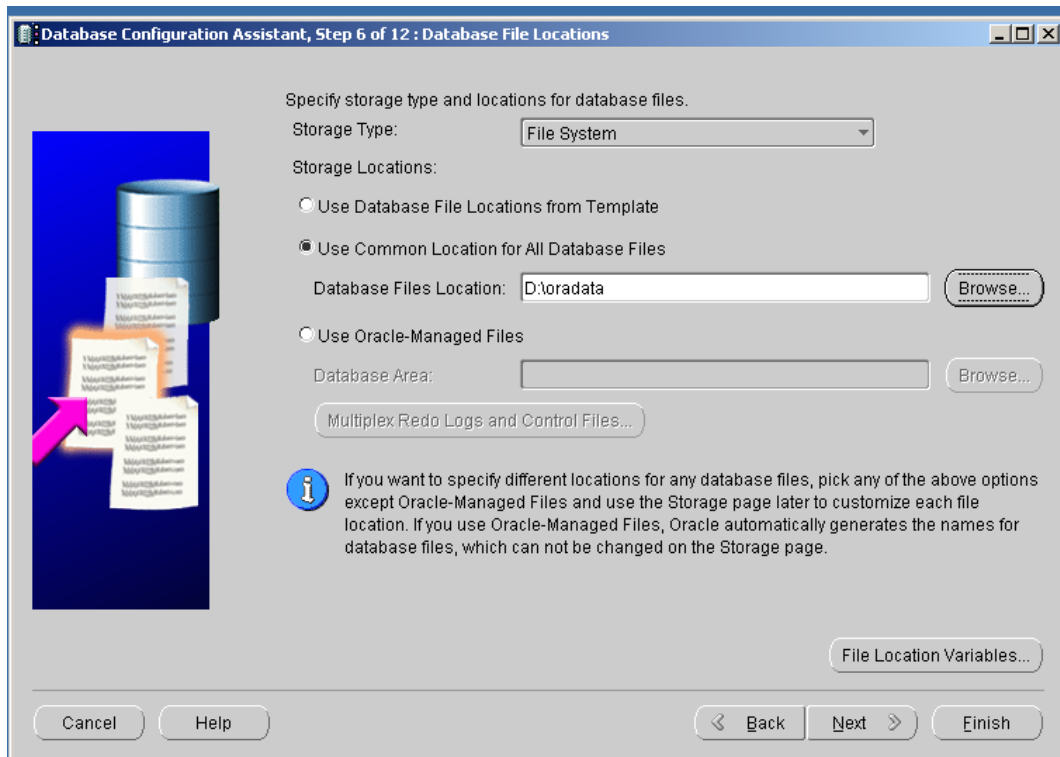 Database Configuration Assistant, Step 6 of 12 : Database File Locations
Specify storage type and locations for database files.
Storage Type: File System
Storage Locations:
Use Database File Locations from Template
Use Common Location for All Database Files
Database Files Location: D:\oradata Browse...
Use Oracle-Managed Files
Database Area: Browse...
Multiplex Redo Logs and Control Files...
If you want to specify different locations for any database files, pick any of the above options
except Oracle-Managed Files and use the Storage page later to customize each file
location. If you use Oracle-Managed Files, Oracle automatically generates the names for
database files, which can not be changed on the Storage page.
File Location Variables...
Cancel Help Back Next Finish